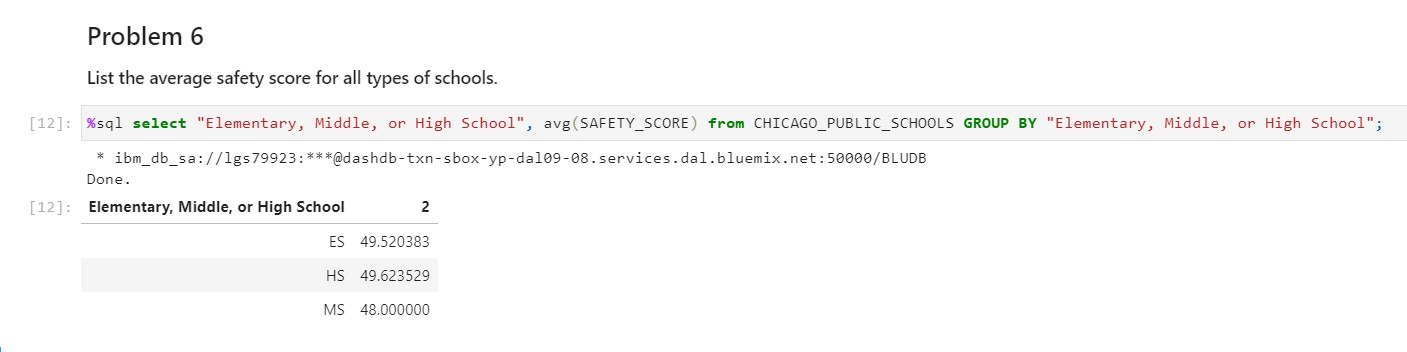 Problem 6
List the average safety score for all types of schools.
[12]: %sql select "Elementary, Middle, or High School", avg(SAFETY_SCORE) from CHICAGO_PUBLIC_SCHOOLS GROUP BY "Elementary, Middle, or High School";
* ibm_db_sa://lgs79923:***@dashdb-txn-sbox-yp-dal09-08.services.dal.bluemix.net:50000/BLUDB
Done.
[12]: Elementary, Middle, or High School 2
ES 49.520383
HS 49.623529
MS 48.000000